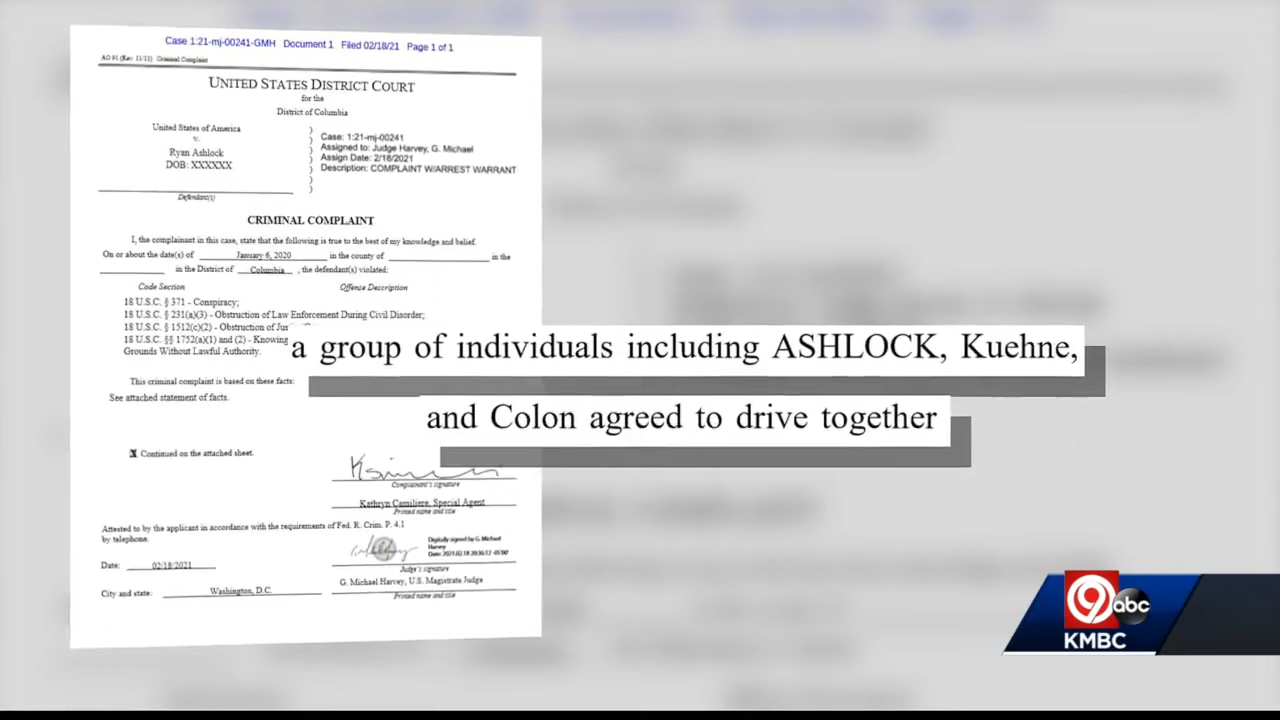 Case 1:21-mj-00241-GMH Document 1 Filed 02/18/21 Page 1 of 1
AO 91 (Rev. 11/11) Criminal Complaint
UNITED STATES DISTRICT COURT
for the
District of Columbia
United States of America
v.
Ryan Ashlock
DOB: XXXXXX
Defendant(s)
)
)
)
)
)
)
Case: 1:21-mj-00241
Assigned to: Judge Harvey, G. Michael
Assign Date: 2/18/2021
Description: COMPLAINT W/ARREST WARRANT
CRIMINAL COMPLAINT
I, the complainant in this case, state that the following is true to the best of my knowledge and belief.
On or about the date(s) of January 6, 2020 in the county of in the
in the District of Columbia , the defendant(s) violated:
Code Section Offense Description
18 U.S.C. § 371 - Conspiracy;
18 U.S.C. § 231(a)(3) - Obstruction of Law Enforcement During Civil Disorder;
18 U.S.C. § 1512(c)(2) - Obstruction of Jus
18 U.S.C. §§ 1752(a)(1) and (2) - Knowing
Grounds Without Lawful Authority.
a group of individuals including ASHLOCK, Kuehne,
and Colon agreed to drive together
This criminal complaint is based on these facts:
See attached statement of facts.
X Continued on the attached sheet.
Complainant's signature
Kathryn Camiliere, Special Agent
Printed name and title
Attested to by the applicant in accordance with the requirements of Fed. R. Crim. P. 4.1
by telephone.
Digitally signed by G. Michael
Harvey
Date: 2021.02.18
Date: 02/18/2021
Judge's signature
City and state: Washington, D.C.
G. Michael Harvey, U.S. Magistrate Judge
Printed name and title
9 abc
KMBC